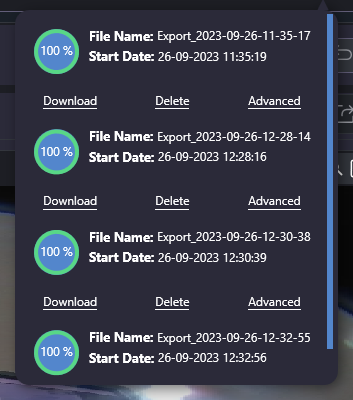 100 %
File Name: Export_2023-09-26-11-35-17
Start Date: 26-09-2023 11:35:19
Download Delete Advanced
100 %
File Name: Export_2023-09-26-12-28-14
Start Date: 26-09-2023 12:28:16
Download Delete Advanced
100 %
File Name: Export_2023-09-26-12-30-38
Start Date: 26-09-2023 12:30:39
Download Delete Advanced
100 %
File Name: Export_2023-09-26-12-32-55
Start Date: 26-09-2023 12:32:56